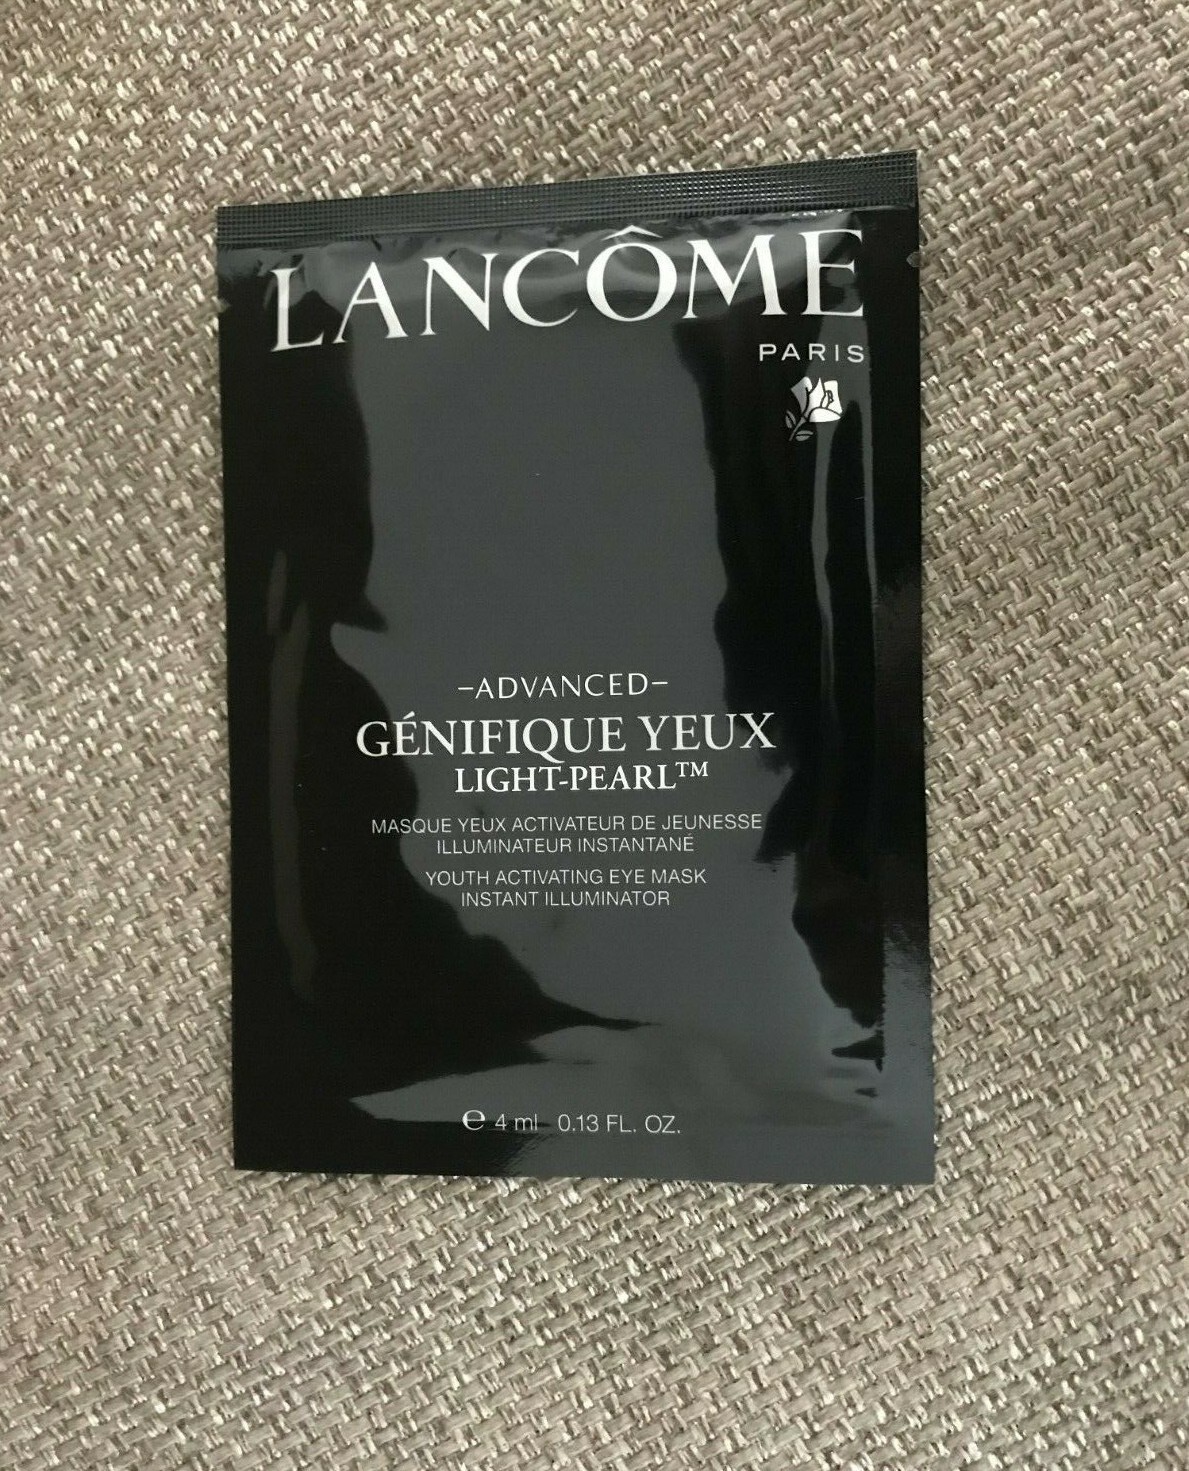 LANCÔME
PARIS
–ADVANCED–
GÉNIFIQUE YEUX
LIGHT-PEARL™
MASQUE YEUX ACTIVATEUR DE JEUNESSE
ILLUMINATEUR INSTANTANÉ
YOUTH ACTIVATING EYE MASK
INSTANT ILLUMINATOR
℮ 4 ml 0.13 FL. OZ.